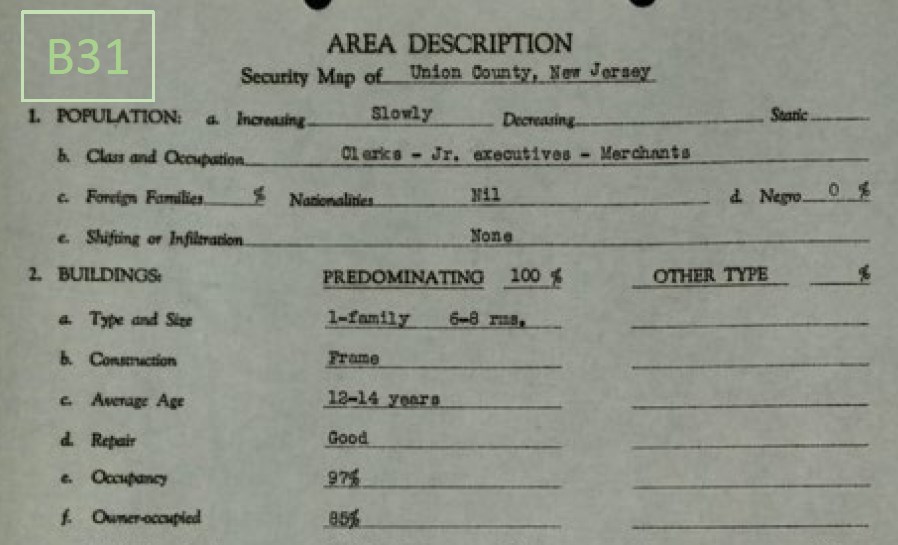 B31
AREA DESCRIPTION
Security Map of Union County, New Jersey
1. POPULATION: a. Increasing Slowly Decreasing Static
b. Class and Occupation Clerks - Jr. executives - Merchants
c. Foreign Families % Nationalities Nil d. Negro 0 %
e. Shifting or Infiltration None
2. BUILDINGS: PREDOMINATING 100 % OTHER TYPE %
a. Type and Size 1-family 6-8 rms.
b. Construction Frame
c. Average Age 12-14 years
d. Repair Good
e. Occupancy 97%
f. Owner-occupied 85%